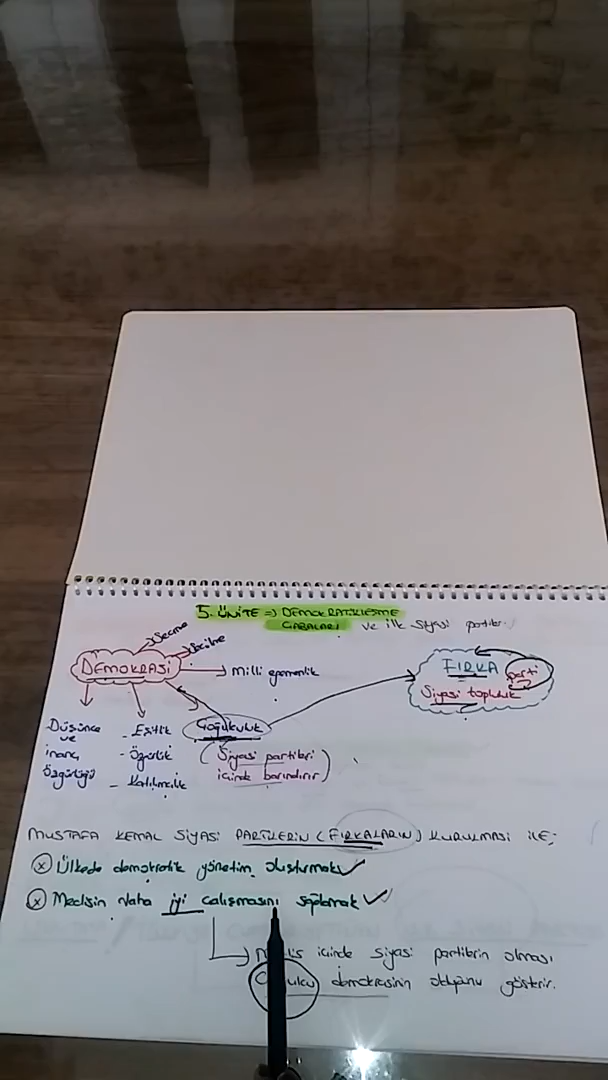 5. ÜNİTE => DEMOKRATİKLEŞME
ÇABALARI ve ilk siyasi partiler
Seçme
Seçilme
DEMOKRASİ
Milli egemenlik
FIRKA
parti
Siyasi topluluk
Düşünce
ve
inanç
özgürlüğü
- Eşitlik
- Özgürlük
- Katılımcılık
Çoğulculuk
(Siyasi partileri
içinde barındırır)
MUSTAFA KEMAL SİYASİ PARTİLERİN (FIRKALARIN) KURULMASI İLE;
Ülkede demokratik yönetim oluşturmak
Meclisin daha iyi çalışmasını sağlamak
içinde siyasi partilerin olması
demokrasinin olduğunu gösterir.